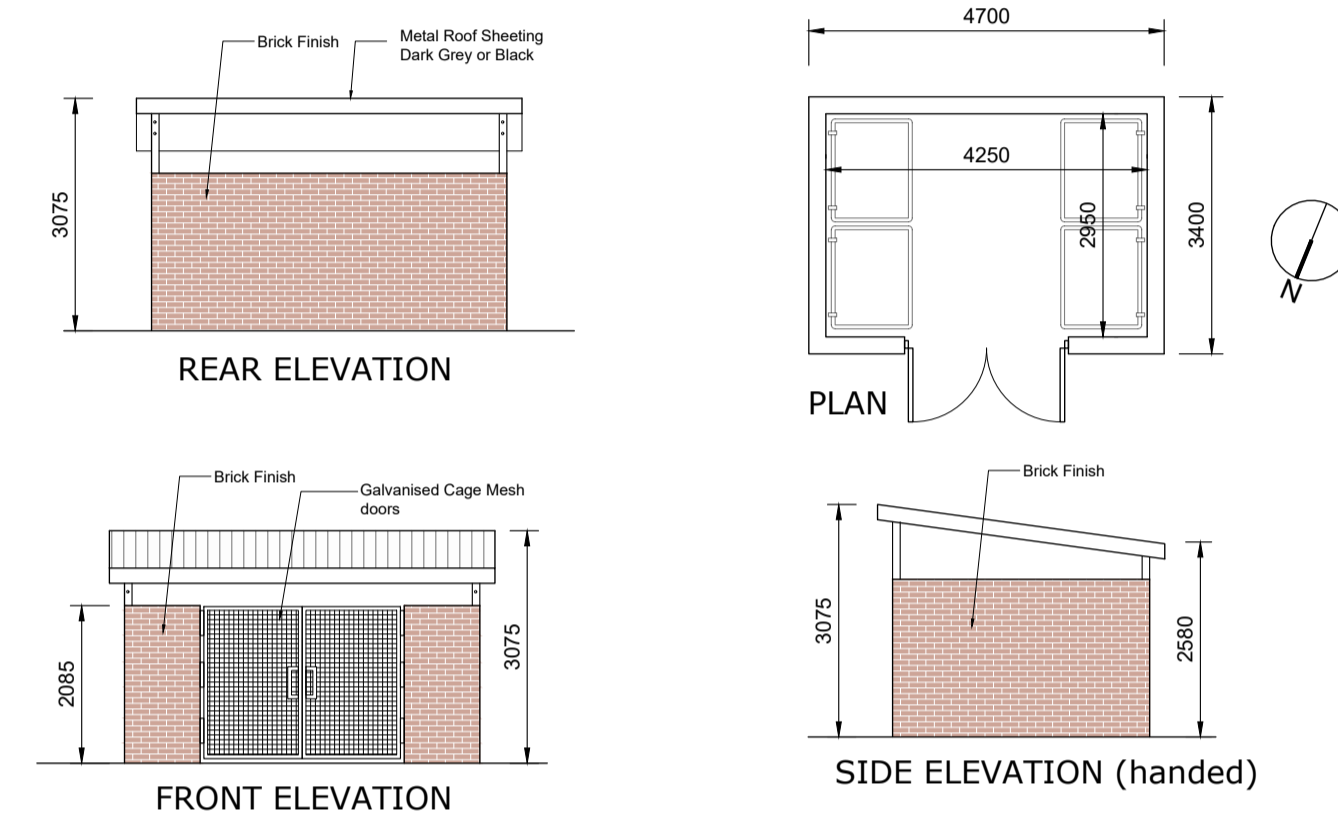 Brick Finish
Metal Roof Sheeting
Dark Grey or Black
3075
REAR ELEVATION
4700
4250
2950
3400
N
PLAN
Brick Finish
Galvanised Cage Mesh
doors
2085
3075
FRONT ELEVATION
Brick Finish
3075
2580
SIDE ELEVATION (handed)